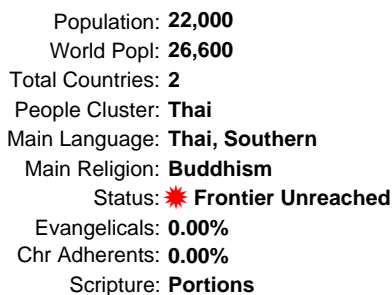 Population: 22,000
World Popl: 26,600
Total Countries: 2
People Cluster: Thai
Main Language: Thai, Southern
Main Religion: Buddhism
Status: Frontier Unreached
Evangelicals: 0.00%
Chr Adherents: 0.00%
Scripture: Portions